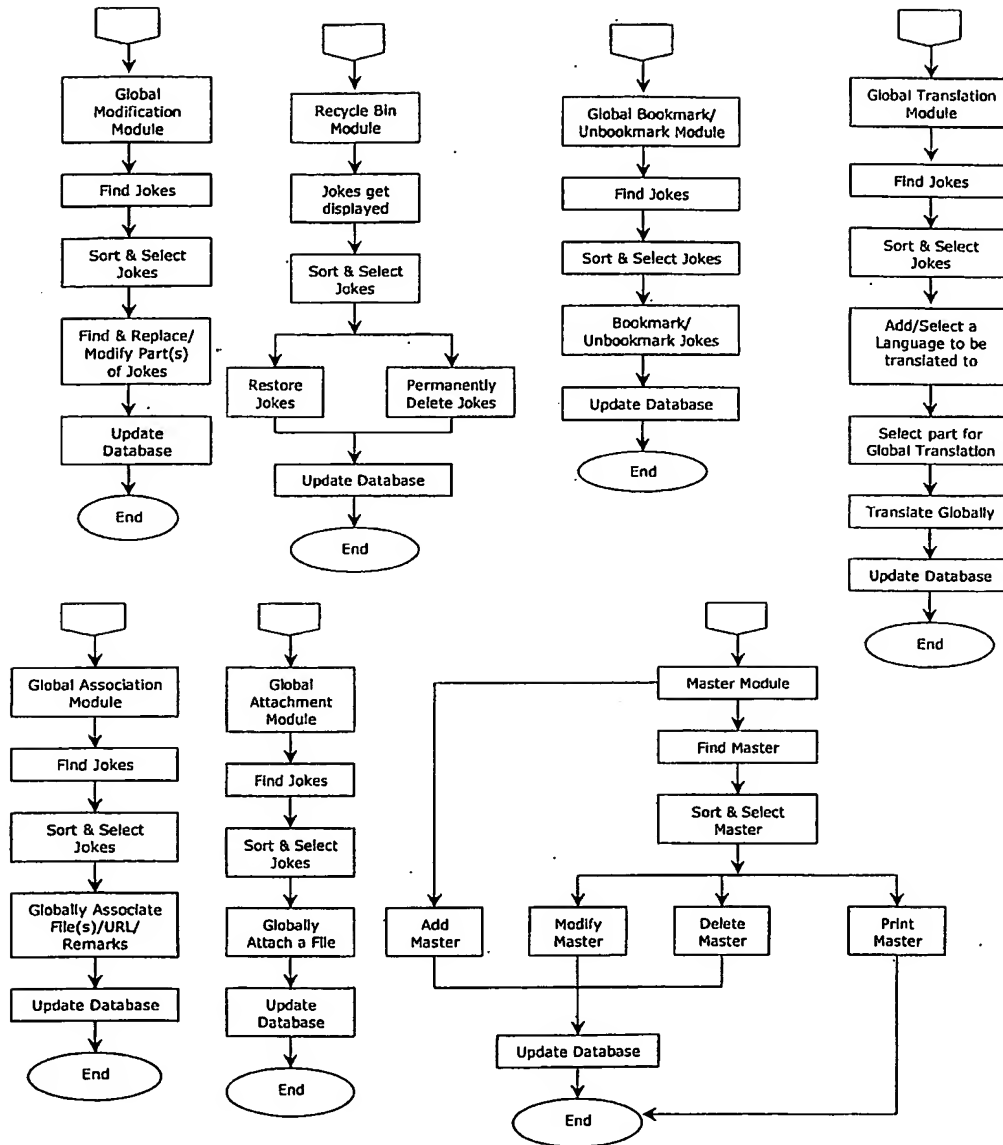 Global
Modification
Module
Find Jokes
Sort & Select
Jokes
Find & Replace/
Modify Part(s)
of Jokes
Update
Database
End
Recycle Bin
Module
Jokes get
displayed
Sort & Select
Jokes
Restore
Jokes
Permanently
Delete Jokes
Update Database
End
Global Bookmark/
Unbookmark Module
Find Jokes
Sort & Select Jokes
Bookmark/
Unbookmark Jokes
Update Database
End
Global Translation
Module
Find Jokes
Sort & Select
Jokes
Add/Select a
Language to be
translated to
Select part for
Global Translation
Translate Globally
Update Database
End
Global Association
Module
Find Jokes
Sort & Select
Jokes
Globally Associate
File(s)/URL/
Remarks
Update Database
End
Global
Attachment
Module
Find Jokes
Sort & Select
Jokes
Globally
Attach a File
Update
Database
End
Master Module
Find Master
Sort & Select
Master
Add
Master
Modify
Master
Delete
Master
Print
Master
Update Database
End